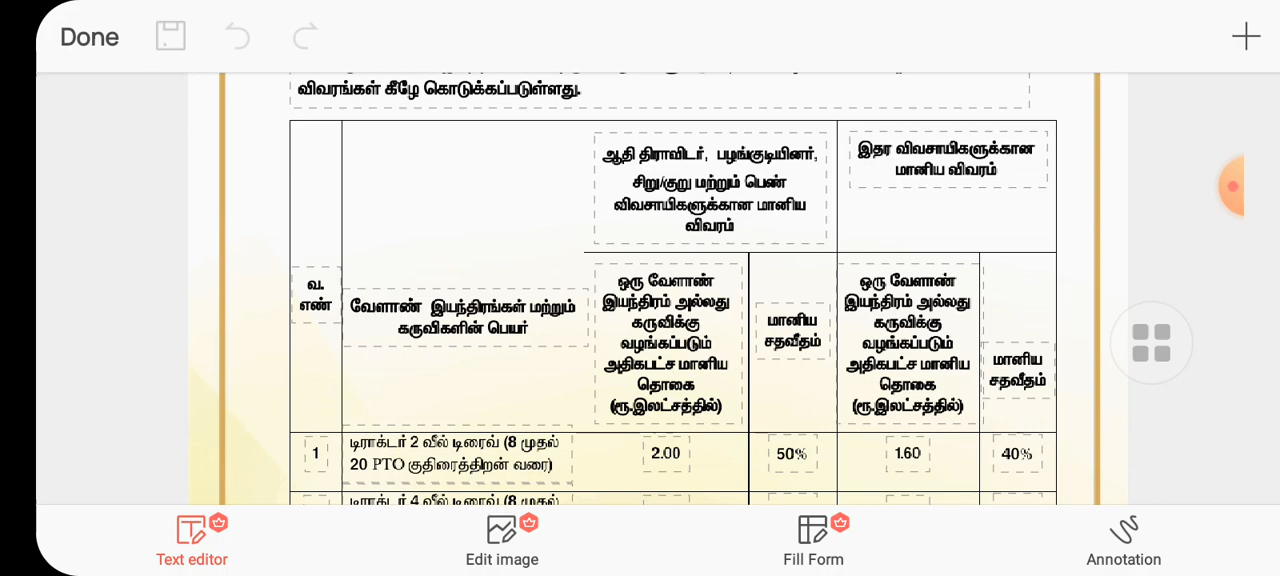 Done
விவரங்கள் கீழே கொடுக்கப்படுள்ளது.
வ.
எண்
வேளாண் இயந்திரங்கள் மற்றும்
கருவிகளின் பெயர்
ஆதி திராவிடர், பழங்குடியினர்,
சிறு/குறு மற்றும் பெண்
விவசாயிகளுக்கான மானிய
விவரம்
இதர விவசாயிகளுக்கான
மானிய விவரம்
ஒரு வேளாண்
இயந்திரம் அல்லது
கருவிக்கு
வழங்கப்படும்
அதிகபட்ச மானிய
தொகை
(ரூ.இலட்சத்தில்)
மானிய
சதவீதம்
ஒரு வேளாண்
இயந்திரம் அல்லது
கருவிக்கு
வழங்கப்படும்
அதிகபட்ச மானிய
தொகை
(ரூ.இலட்சத்தில்)
மானிய
சதவீதம்
1
டிராக்டர் 2 வீல் டிரைவ் (8 முதல்
20 PTO குதிரைத்திறன் வரை)
2.00
50%
1.60
40%
டிராக்டர் 4 வீல் டிரைவ் (8 முதல்
Text editor
Edit image
Fill Form
Annotation